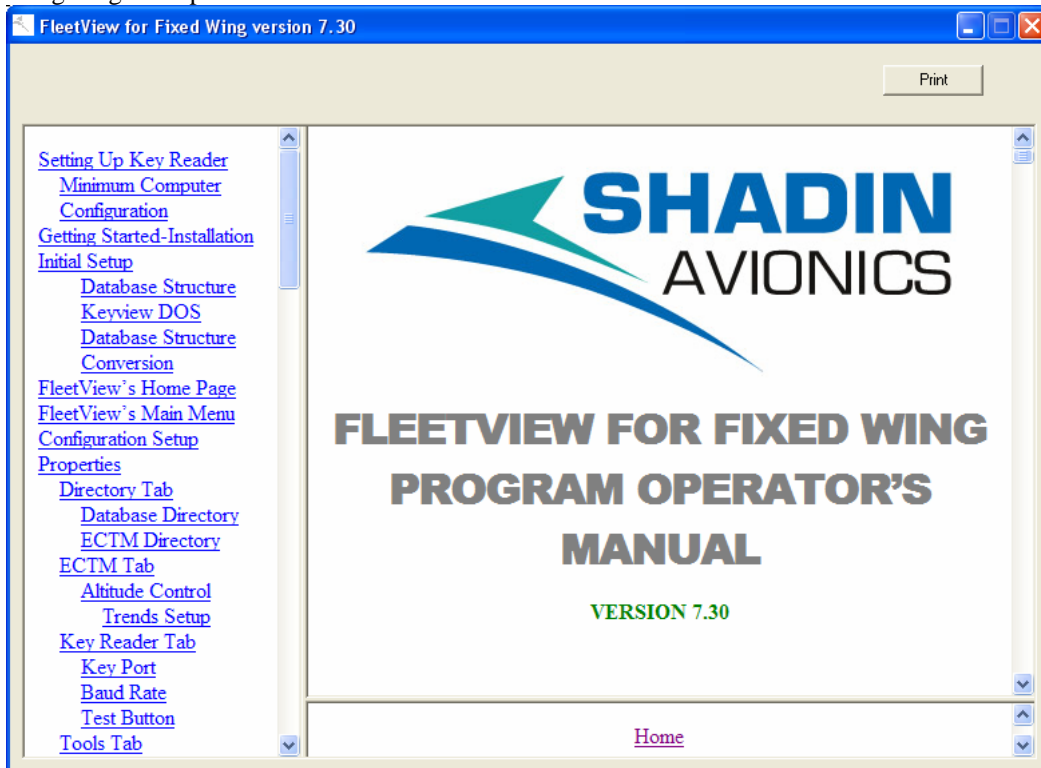 FleetView for Fixed Wing version 7.30
Print
Setting Up Key Reader
Minimum Computer
Configuration
Getting Started-Installation
Initial Setup
Database Structure
Keyview DOS
Database Structure
Conversion
FleetView's Home Page
FleetView's Main Menu
Configuration Setup
Properties
Directory Tab
Database Directory
ECTM Directory
ECTM Tab
Altitude Control
Trends Setup
Key Reader Tab
Key Port
Baud Rate
Test Button
Tools Tab
SHADIN
AVIONICS
FLEETVIEW FOR FIXED WING
PROGRAM OPERATOR'S
MANUAL
VERSION 7.30
Home